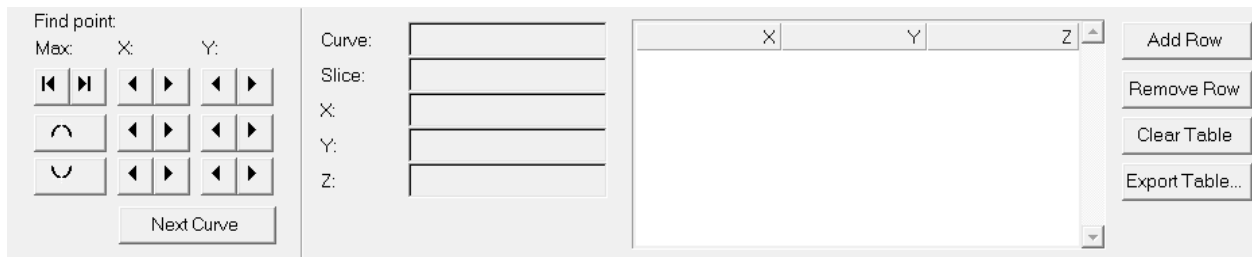 Find point:
Max: X: Y:
Next Curve
Curve:
Slice:
X:
Y:
Z:
X Y Z
Add Row
Remove Row
Clear Table
Export Table...